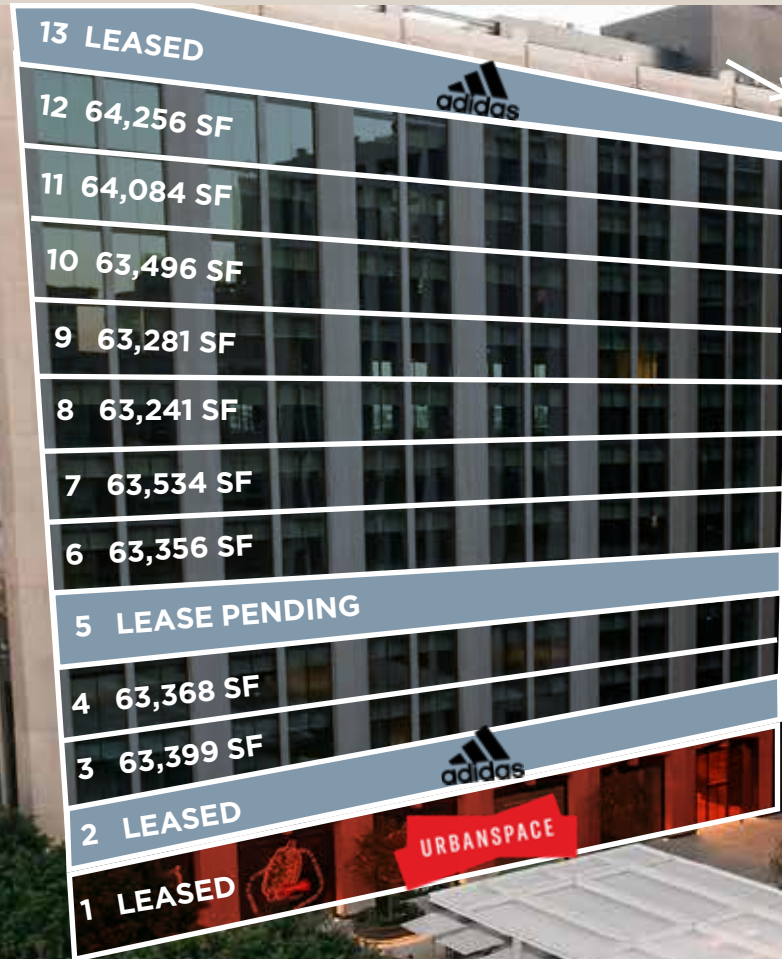 13 LEASED
adidas
12 64,256 SF
11 64,084 SF
10 63,496 SF
9 63,281 SF
8 63,241 SF
7 63,534 SF
6 63,356 SF
5 LEASE PENDING
4 63,368 SF
3 63,399 SF
adidas
2 LEASED
URBANSPACE
1 LEASED